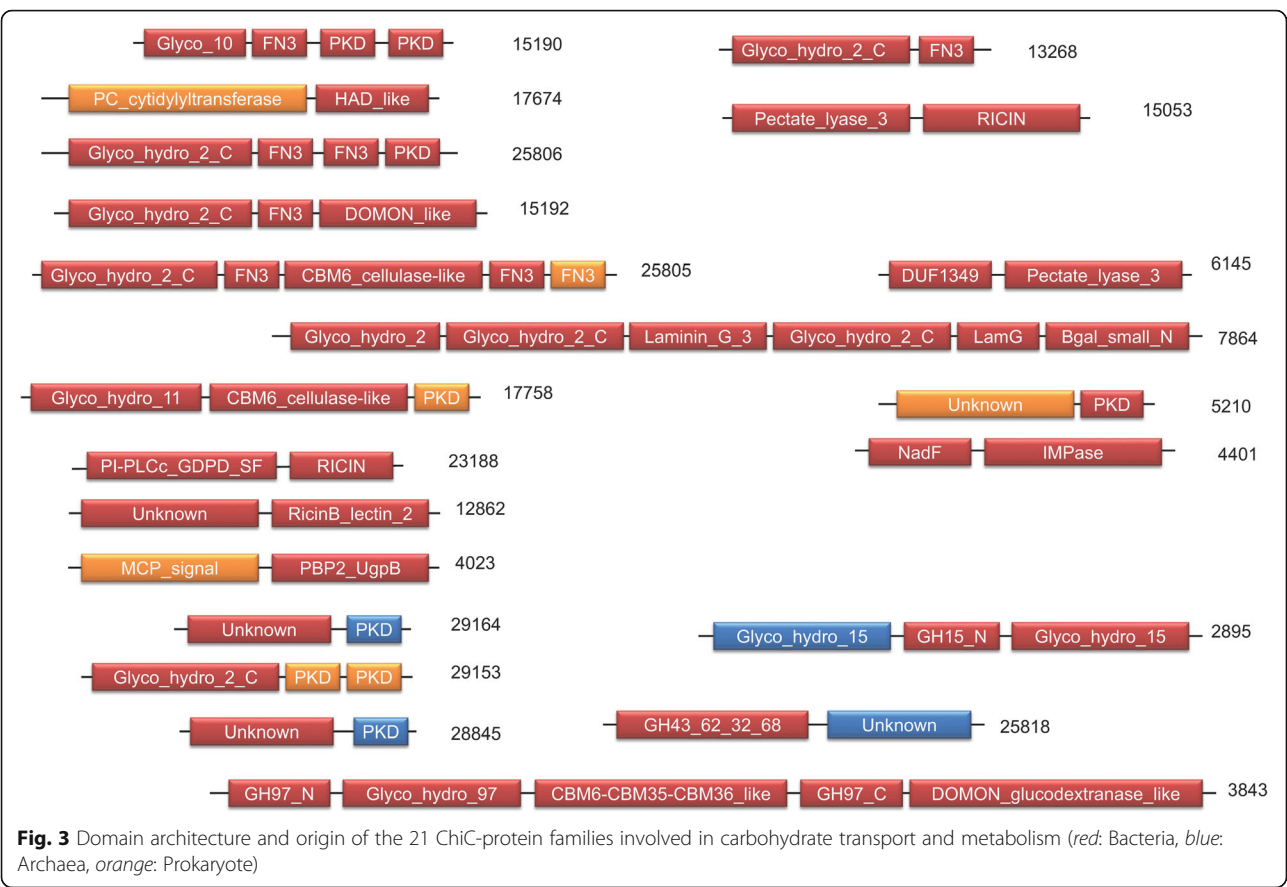 Glyco_10 FN3 PKD PKD 15190
Glyco_hydro_2_C FN3 13268
PC_cytidylyltransferase HAD_like 17674
Pectate_lyase_3 RICIN 15053
Glyco_hydro_2_C FN3 FN3 PKD 25806
Glyco_hydro_2_C FN3 DOMON_like 15192
Glyco_hydro_2_C FN3 CBM6_cellulase-like FN3 FN3 25805
DUF1349 Pectate_lyase_3 6145
Glyco_hydro_2 Glyco_hydro_2_C Laminin_G_3 Glyco_hydro_2_C LamG Bgal_small_N 7864
Glyco_hydro_11 CBM6_cellulase-like PKD 17758
Unknown PKD 5210
NadF IMPase 4401
PI-PLCc_GDPD_SF RICIN 23188
Unknown RicinB_lectin_2 12862
MCP_signal PBP2_UgpB 4023
Unknown PKD 29164
Glyco_hydro_15 GH15_N Glyco_hydro_15 2895
Glyco_hydro_2_C PKD PKD 29153
Unknown PKD 28845
GH43_62_32_68 Unknown 25818
GH97_N Glyco_hydro_97 CBM6-CBM35-CBM36_like GH97_C DOMON_glucodextranase_like 3843
Fig. 3 Domain architecture and origin of the 21 ChiC-protein families involved in carbohydrate transport and metabolism (red: Bacteria, blue:
Archaea, orange: Prokaryote)